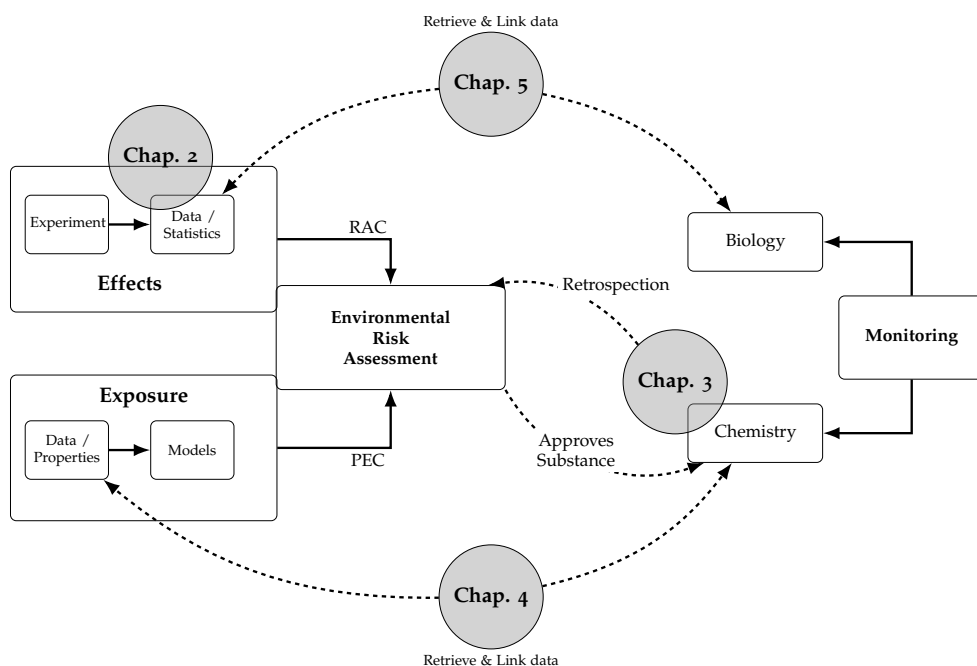 Retrieve & Link data
Chap. 5
Chap. 2
Experiment
Data /
Statistics
Effects
RAC
Biology
Retrospection
Environmental
Risk
Assessment
Monitoring
Chap. 3
Exposure
Data /
Properties
Models
PEC
Approves
Substance
Chemistry
Chap. 4
Retrieve & Link data